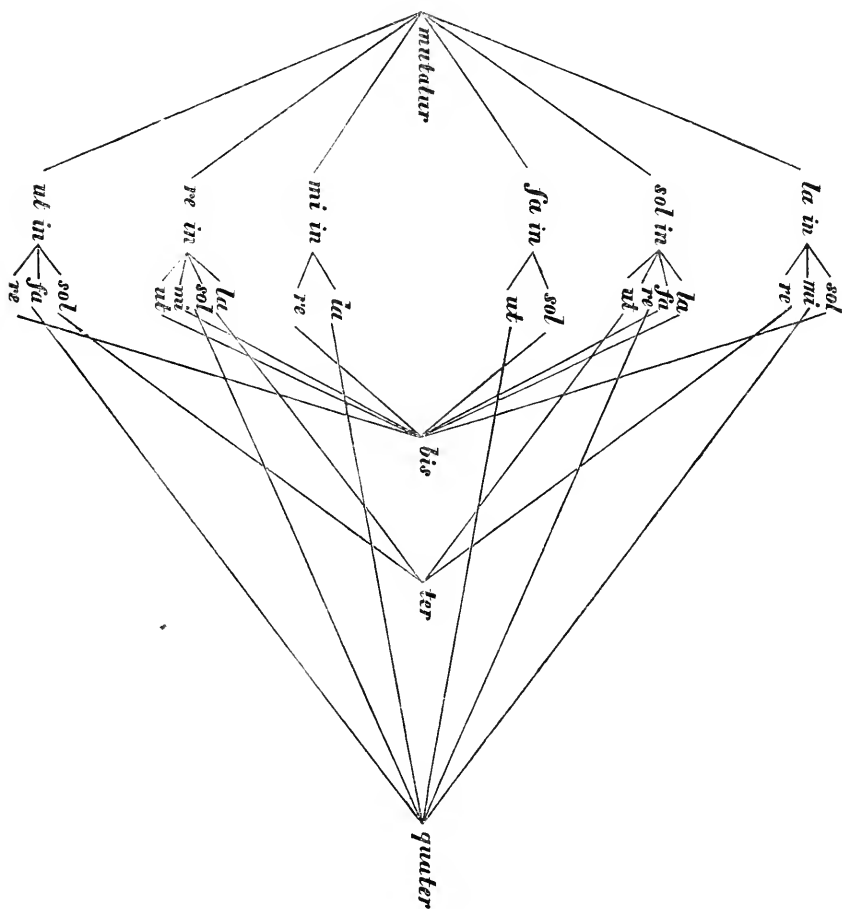 mutatur
la in
sol
mi
re
sol in
la
fa
re
ut
fa in
sol
ut
mi in
la
re
re in
la
sol
mi
ut
ut in
sol
fa
re
bis
ter
quater